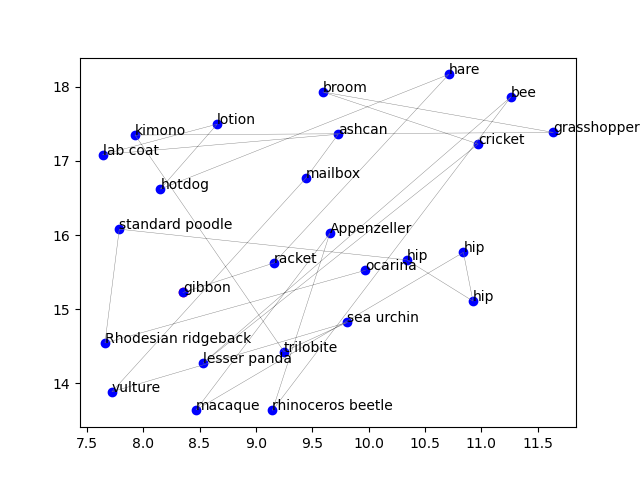 hare
broom
bee
18
lotion
grasshopper
kimono
ashcan
cricket
lab coat
17
mailbox
hotdog
standard poodle
Appenzeller
16
hip
hip
racket
ocarina
gibbon
hip
15
sea urchin
Rhodesian ridgeback
trilobite
lesser panda
14
vulture
macaque
rhinoceros beetle
7.5 8.0 8.5 9.0 9.5 10.0 10.5 11.0 11.5